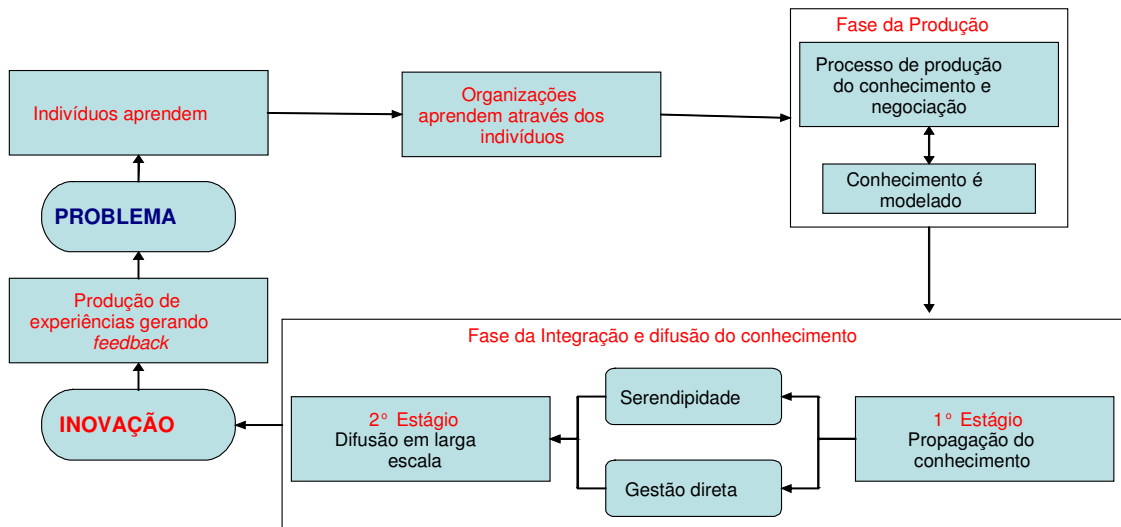 Fase da Produção
Processo de produção
do conhecimento e
negociação
Conhecimento é
modelado
Organizações
aprendem através dos
indivíduos
Indivíduos aprendem
PROBLEMA
Produção de
experiências gerando
feedback
INOVAÇÃO
Fase da Integração e difusão do conhecimento
2º Estágio
Difusão em larga
escala
Serendipidade
Gestão direta
1º Estágio
Propagação do
conhecimento